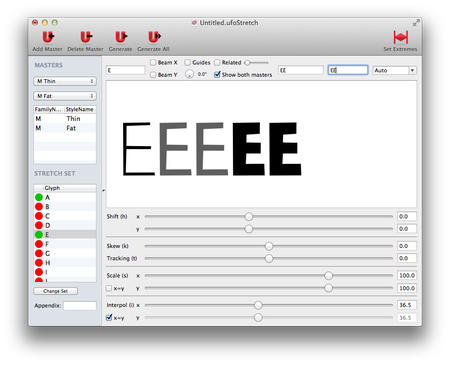 Untitled.ufoStretch
Add Master Delete Master Generate Generate All Set Extremes
MASTERS
M Thin
M Fat
FamilyN... StyleName
M Thin
M Fat
STRETCH SET
Glyph
A
B
C
D
E
F
G
H
I
Change Set
Appendix:
E Beam X Guides Related EE EE Auto
Beam Y 0.0° Show both masters
EEEEE
Shift (h) x 0.0
y 0.0
Skew (k) 0.0
Tracking (t) 0.0
Scale (s) x 100.0
x=y y 100.0
Interpol (i) x 36.5
x=y y 36.5